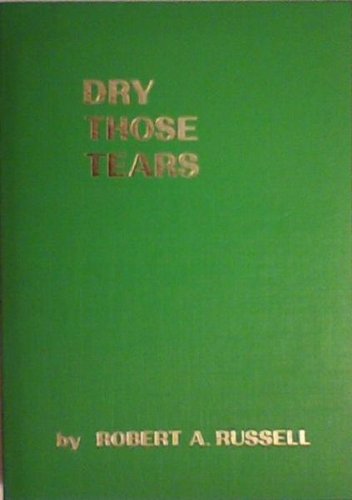 DRY
THOSE
TEARS
by ROBERT A. RUSSELL